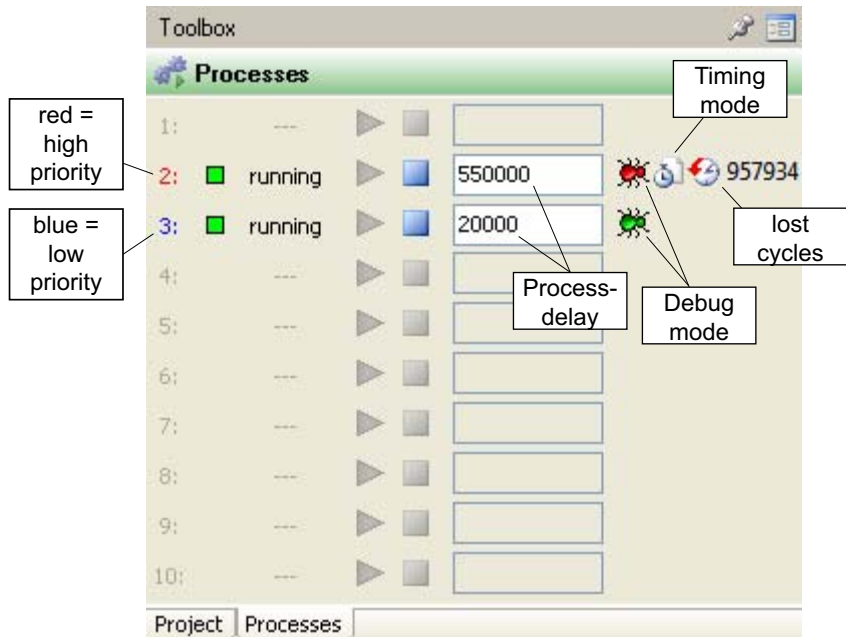 Toolbox
Processes
Timing
mode
red =
high
priority
1: ---
2: running 550000 957934
blue =
low
priority
3: running 20000
lost
cycles
4: ---
Process-
delay
Debug
mode
5: ---
6: ---
7: ---
8: ---
9: ---
10: ---
Project Processes